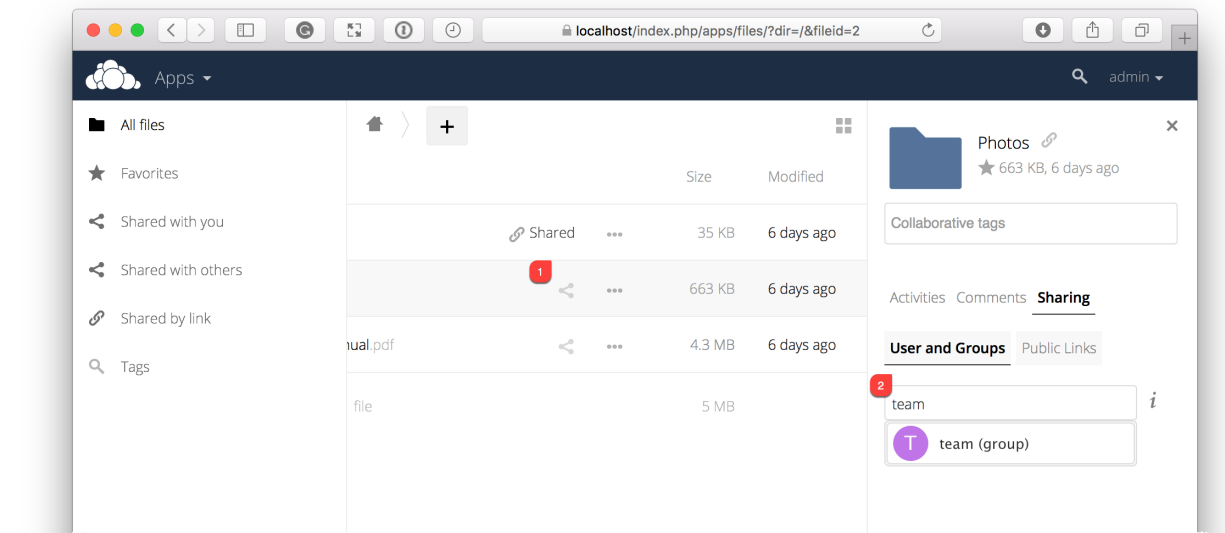 localhost/index.php/apps/files/?dir=/&fileid=2
Apps
admin
All files
Favorites
Shared with you
Shared with others
Shared by link
Tags
+
Size Modified
Shared 35 KB 6 days ago
1
663 KB 6 days ago
nual.pdf 4.3 MB 6 days ago
file 5 MB
×
Photos
663 KB, 6 days ago
Collaborative tags
Activities Comments Sharing
User and Groups Public Links
2
team
i
T team (group)